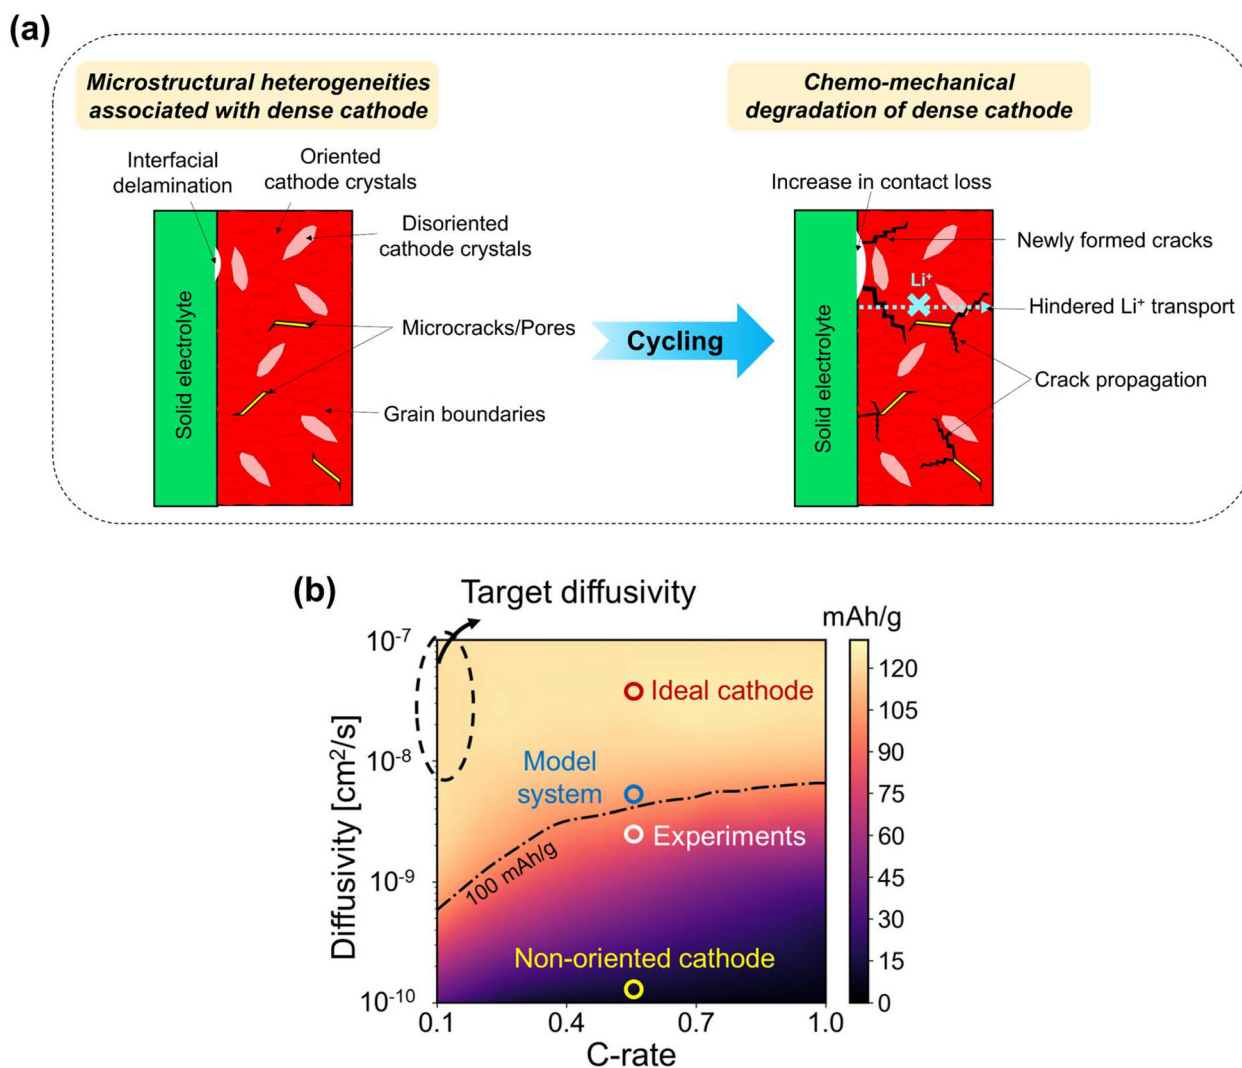 (a)
Microstructural heterogeneities
associated with dense cathode
Interfacial
delamination
Oriented
cathode crystals
Disoriented
cathode crystals
Microcracks/Pores
Grain boundaries
Solid electrolyte
Cycling
Chemo-mechanical
degradation of dense cathode
Increase in contact loss
Newly formed cracks
Li⁺
Hindered Li⁺ transport
Crack propagation
Solid electrolyte
(b)
Target diffusivity
mAh/g
Diffusivity [cm²/s]
10⁻⁷
10⁻⁸
10⁻⁹
10⁻¹⁰
Ideal cathode
Model
system
Experiments
100 mAh/g
Non-oriented cathode
0.1
0.4
0.7
1.0
C-rate
120
105
90
75
60
45
30
15
0